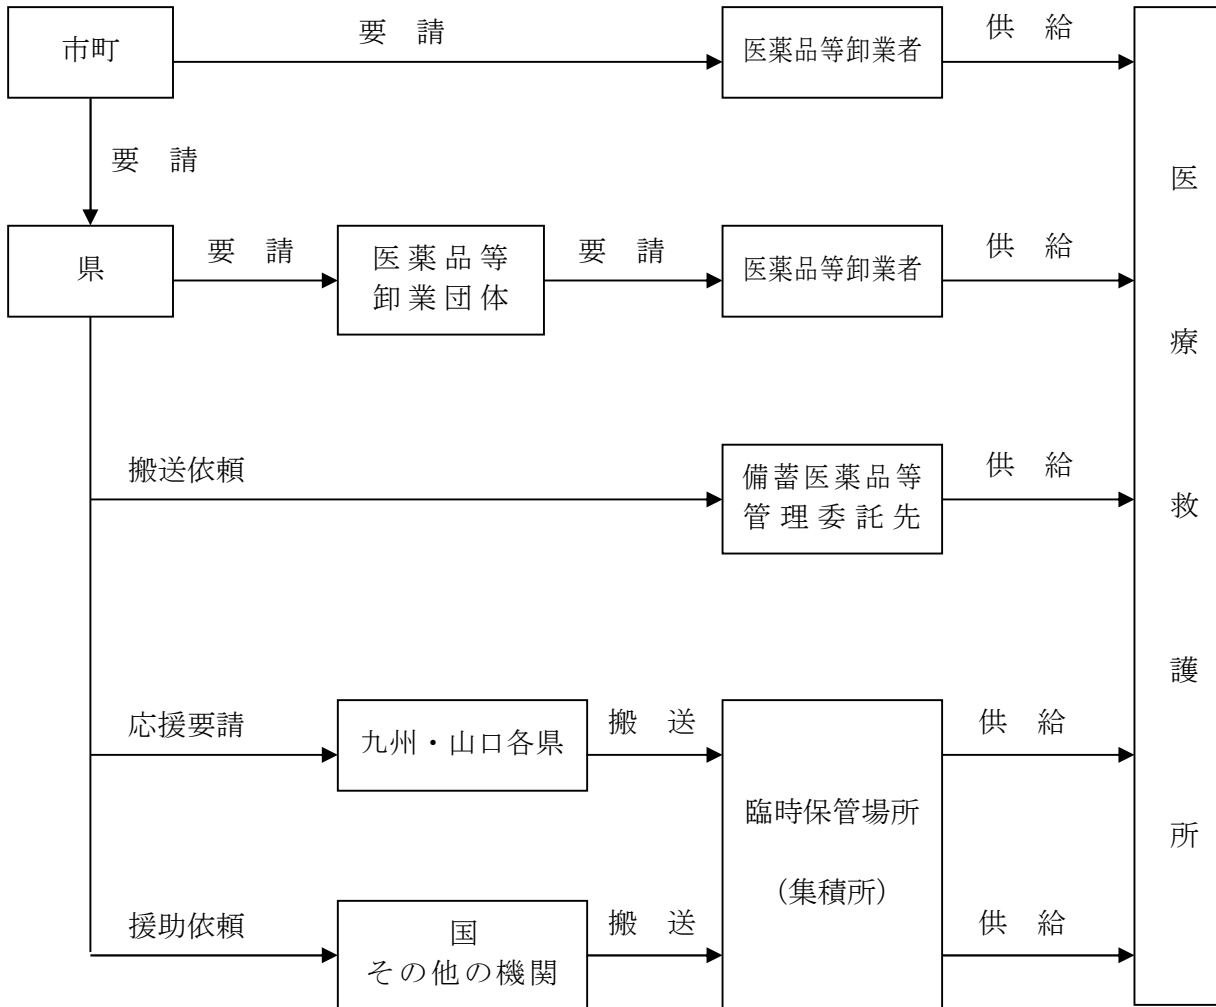 市町
要　請
医薬品等卸業者
供　給
要　請
県
要　請
医薬品等
卸業団体
要　請
医薬品等卸業者
供　給
搬送依頼
備蓄医薬品等
管理委託先
供　給
応援要請
九州・山口各県
搬　送
臨時保管場所
（集積所）
供　給
援助依頼
国
その他の機関
搬　送
供　給
医
療
救
護
所